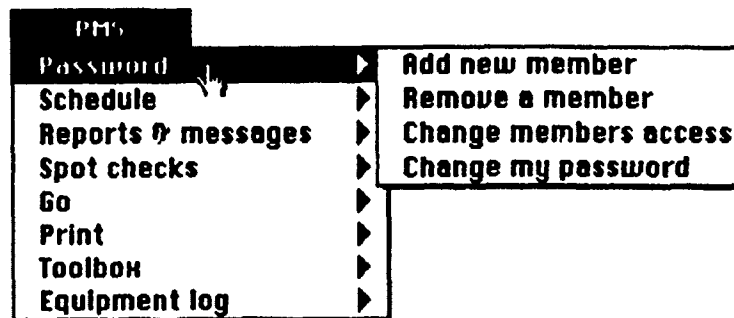 PMS
Password
Schedule
Reports & messages
Spot checks
Go
Print
Toolbox
Equipment log
Add new member
Remove a member
Change members access
Change my password